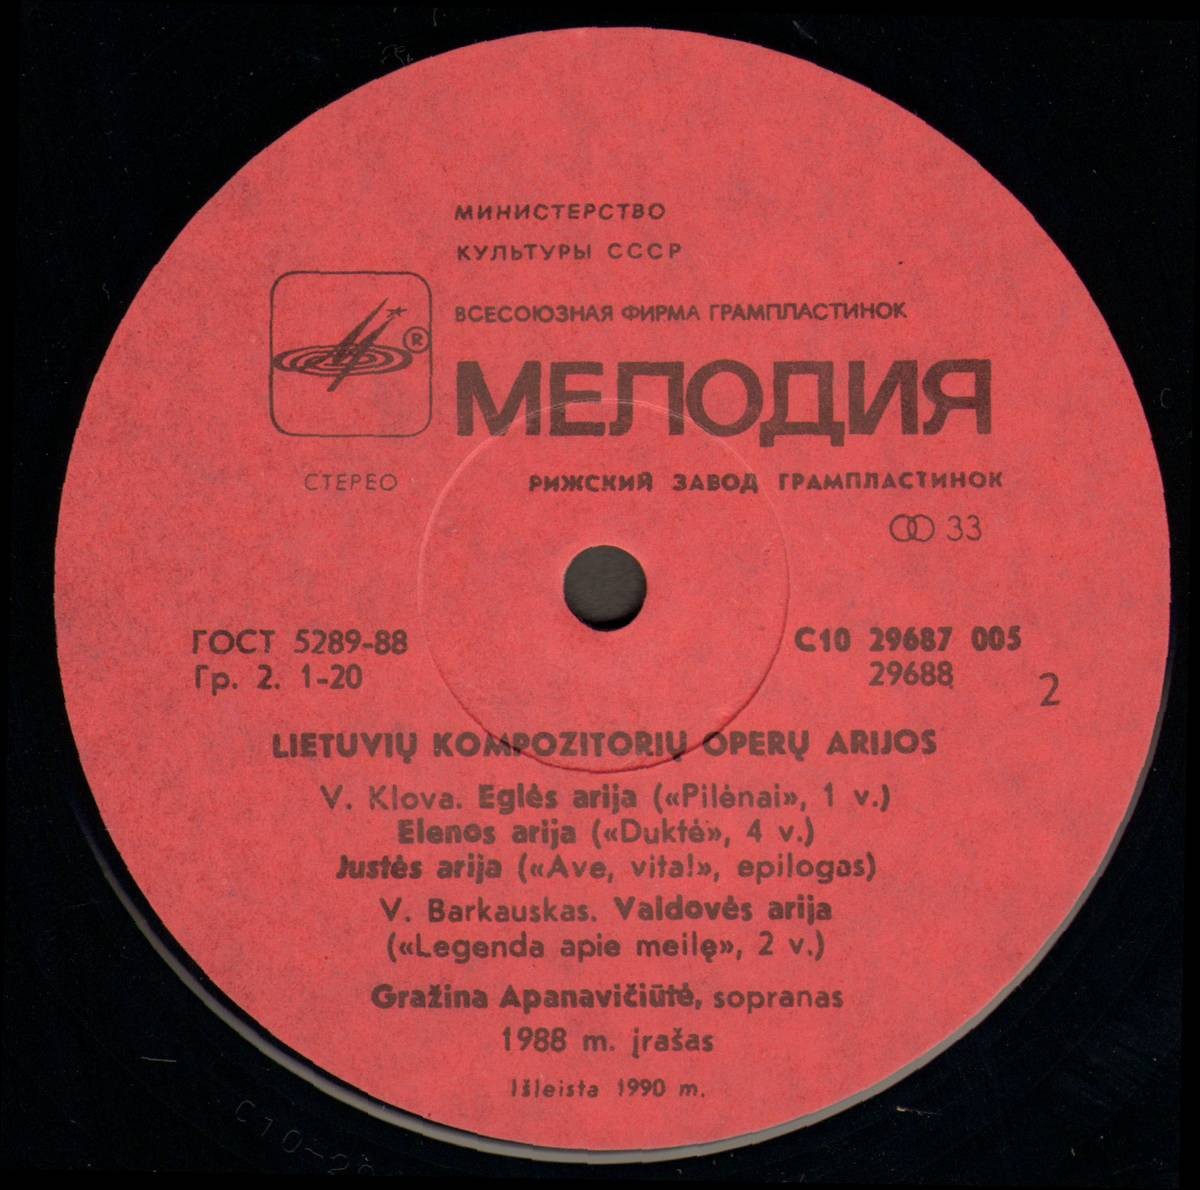 МИНИСТЕРСТВО
КУЛЬТУРЫ СССР
ВСЕСОЮЗНАЯ ФИРМА ГРАМПЛАСТИНОК
®
МЕЛОДИЯ
СТЕРЕО
РИЖСКИЙ ЗАВОД ГРАМПЛАСТИНОК
33
ГОСТ 5289-88
Гр. 2. 1-20
С10 29687 005
29688
2
LIETUVIŲ KOMPOZITORIŲ OPERŲ ARIJOS
V. Klova. Eglės arija («Pilėnai», 1 v.)
Elenos arija («Duktė», 4 v.)
Justės arija («Ave, vita!», epilogas)
V. Barkauskas. Valdovės arija
(«Legenda apie meilę», 2 v.)
Gražina Apanavičiūtė, sopranas
1988 m. įrašas
Išleista 1990 m.